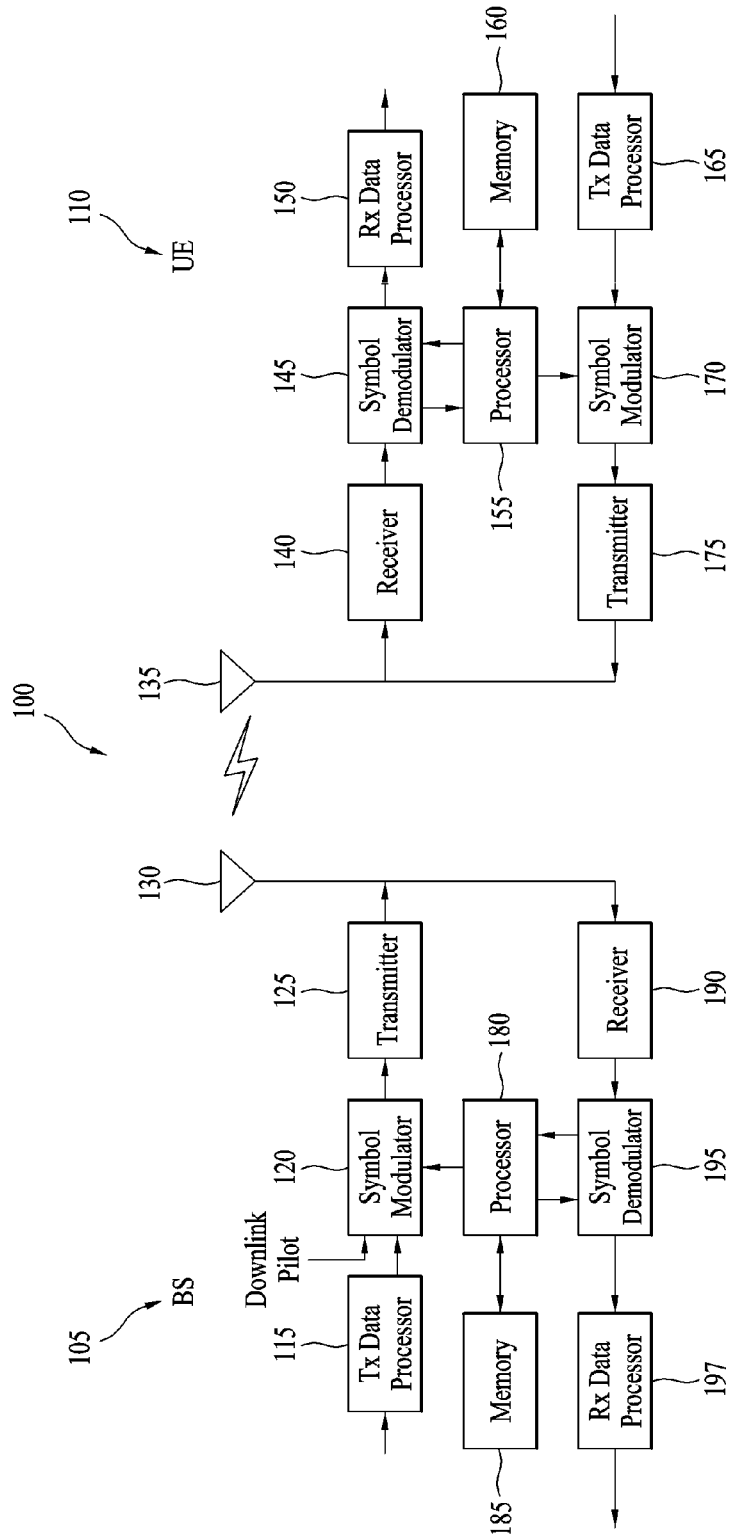 100
105
BS
110
UE
130
135
115
Tx Data
Processor
Downlink
Pilot
120
Symbol
Modulator
125
Transmitter
140
Receiver
145
Symbol
Demodulator
150
Rx Data
Processor
185
Memory
180
Processor
155
Processor
160
Memory
197
Rx Data
Processor
195
Symbol
Demodulator
190
Receiver
175
Transmitter
170
Symbol
Modulator
165
Tx Data
Processor